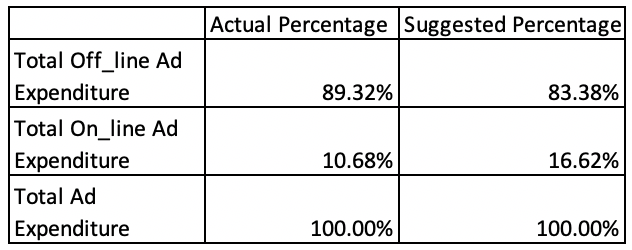 Actual Percentage Suggested Percentage
Total Off_line Ad
Expenditure 89.32% 83.38%
Total On_line Ad
Expenditure 10.68% 16.62%
Total Ad
Expenditure 100.00% 100.00%